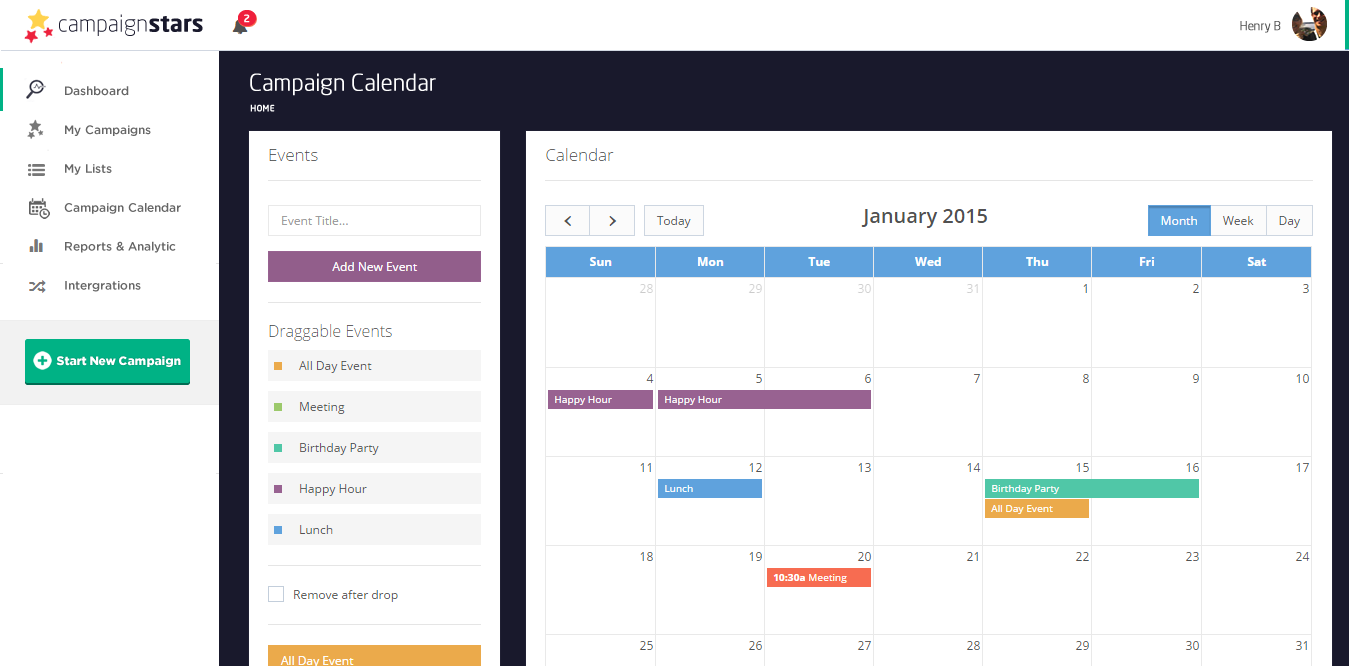 campaignstars
2
Henry B
Dashboard
My Campaigns
My Lists
Campaign Calendar
Reports & Analytic
Intergrations
Start New Campaign
Campaign Calendar
HOME
Events
Event Title...
Add New Event
Draggable Events
All Day Event
Meeting
Birthday Party
Happy Hour
Lunch
Remove after drop
All Day Event
Calendar
Today
January 2015
Month Week Day
Sun Mon Tue Wed Thu Fri Sat
28 29 30 31 1 2 3
4 5 6 7 8 9 10
Happy Hour Happy Hour
11 12 13 14 15 16 17
Lunch Birthday Party
All Day Event
18 19 20 21 22 23 24
10:30a Meeting
25 26 27 28 29 30 31